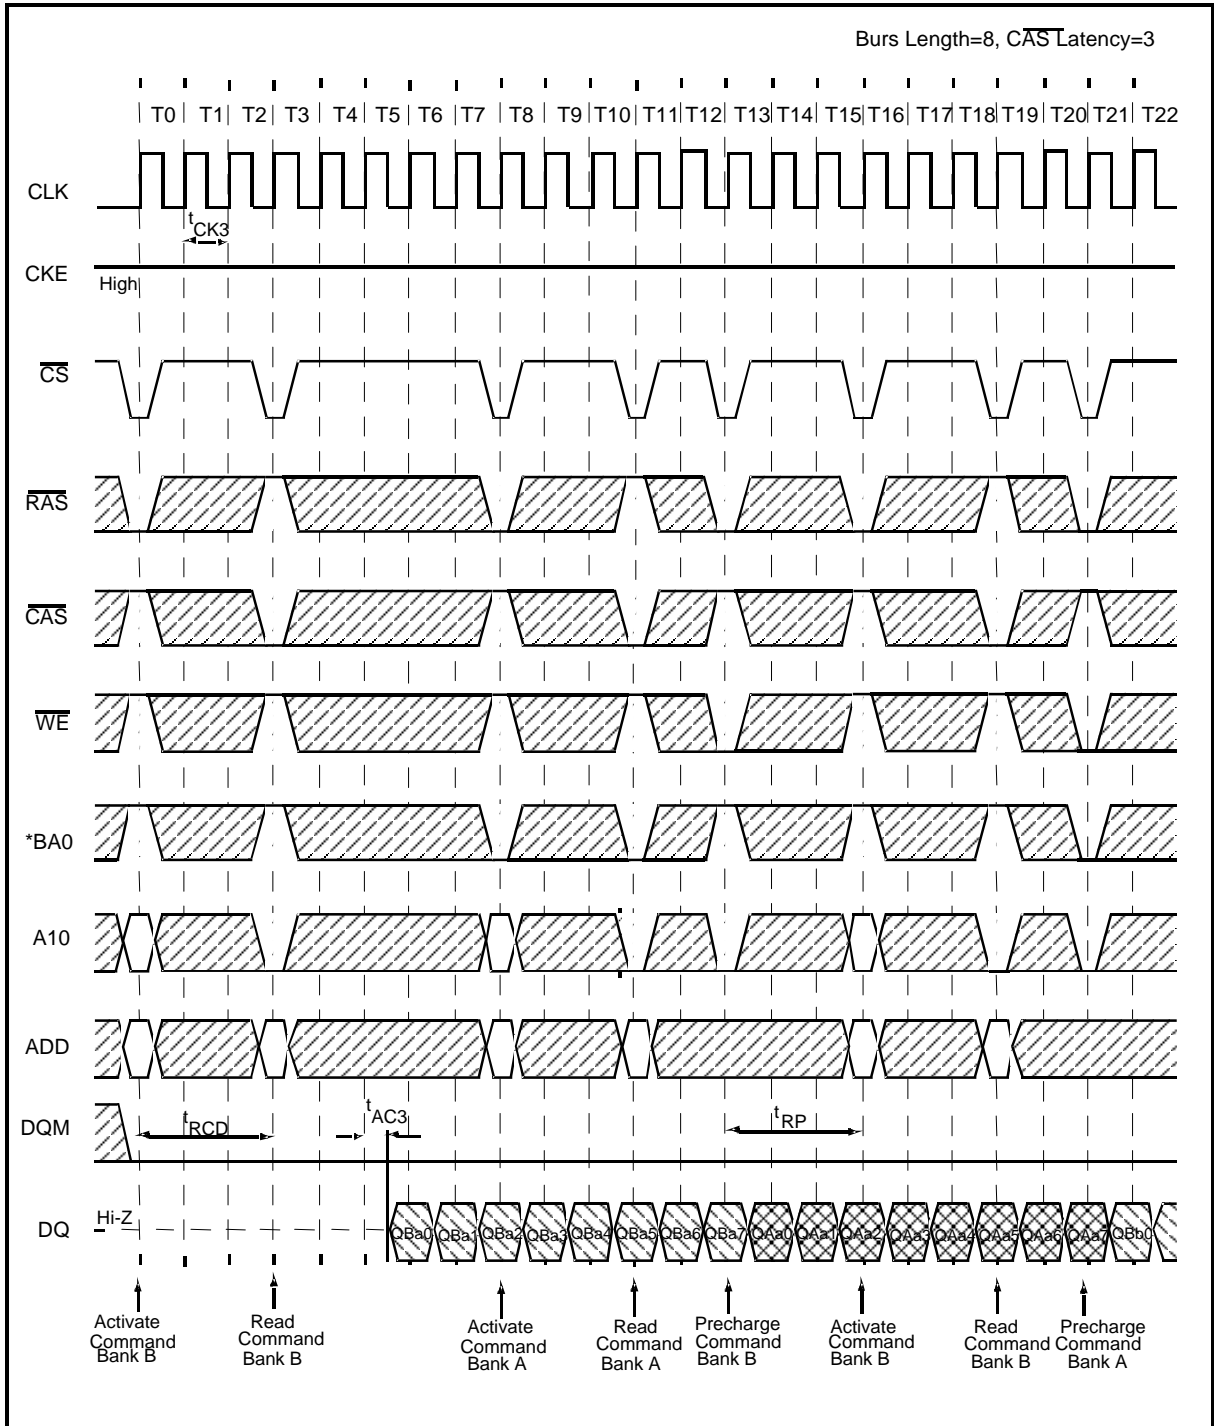 Burs Length=8, CAS Latency=3
T0 T1 T2 T3 T4 T5 T6 T7 T8 T9 T10 T11 T12 T13 T14 T15 T16 T17 T18 T19 T20 T21 T22
CLK
tCK3
CKE
High
CS
RAS
CAS
WE
*BA0
A10
ADD
DQM
tRCD
tAC3
tRP
DQ
Hi-Z
QBa0 QBa1 QBa2 QBa3 QBa4 QBa5 QBa6 QBa7 QAa0 QAa1 QAa2 QAa3 QAa4 QAa5 QAa6 QAa7 QBb0
Activate
Command
Bank B
Read
Command
Bank B
Activate
Command
Bank A
Read
Command
Bank A
Precharge
Command
Bank B
Activate
Command
Bank B
Read
Command
Bank B
Precharge
Command
Bank A